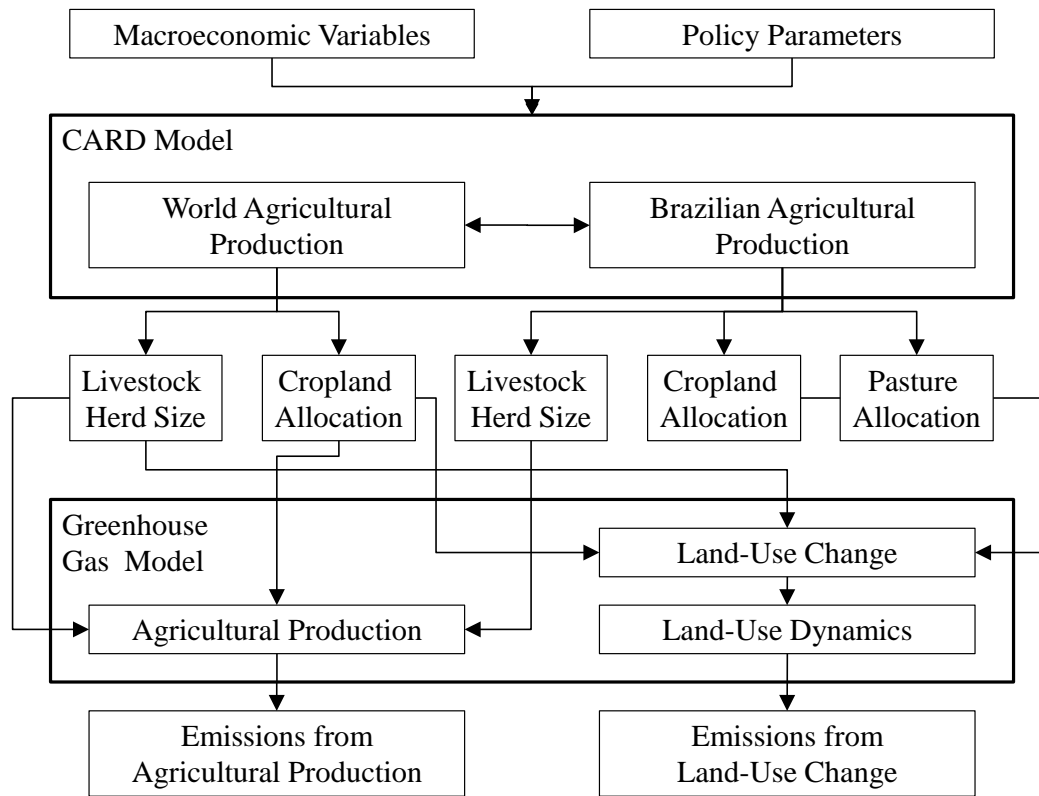 Macroeconomic Variables
Policy Parameters
CARD Model
World Agricultural
Production
Brazilian Agricultural
Production
Livestock
Herd Size
Cropland
Allocation
Livestock
Herd Size
Cropland
Allocation
Pasture
Allocation
Greenhouse
Gas Model
Land-Use Change
Agricultural Production
Land-Use Dynamics
Emissions from
Agricultural Production
Emissions from
Land-Use Change